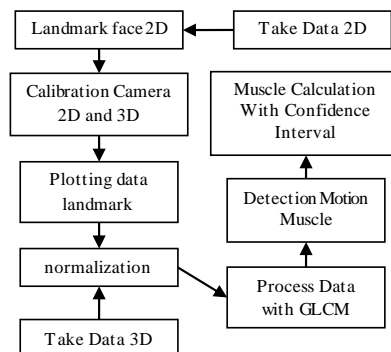 Landmark face 2D
Take Data 2D
Calibration Camera
2D and 3D
Muscle Calculation
With Confidence
Interval
Plotting data
landmark
Detection Motion
Muscle
normalization
Process Data
with GLCM
Take Data 3D